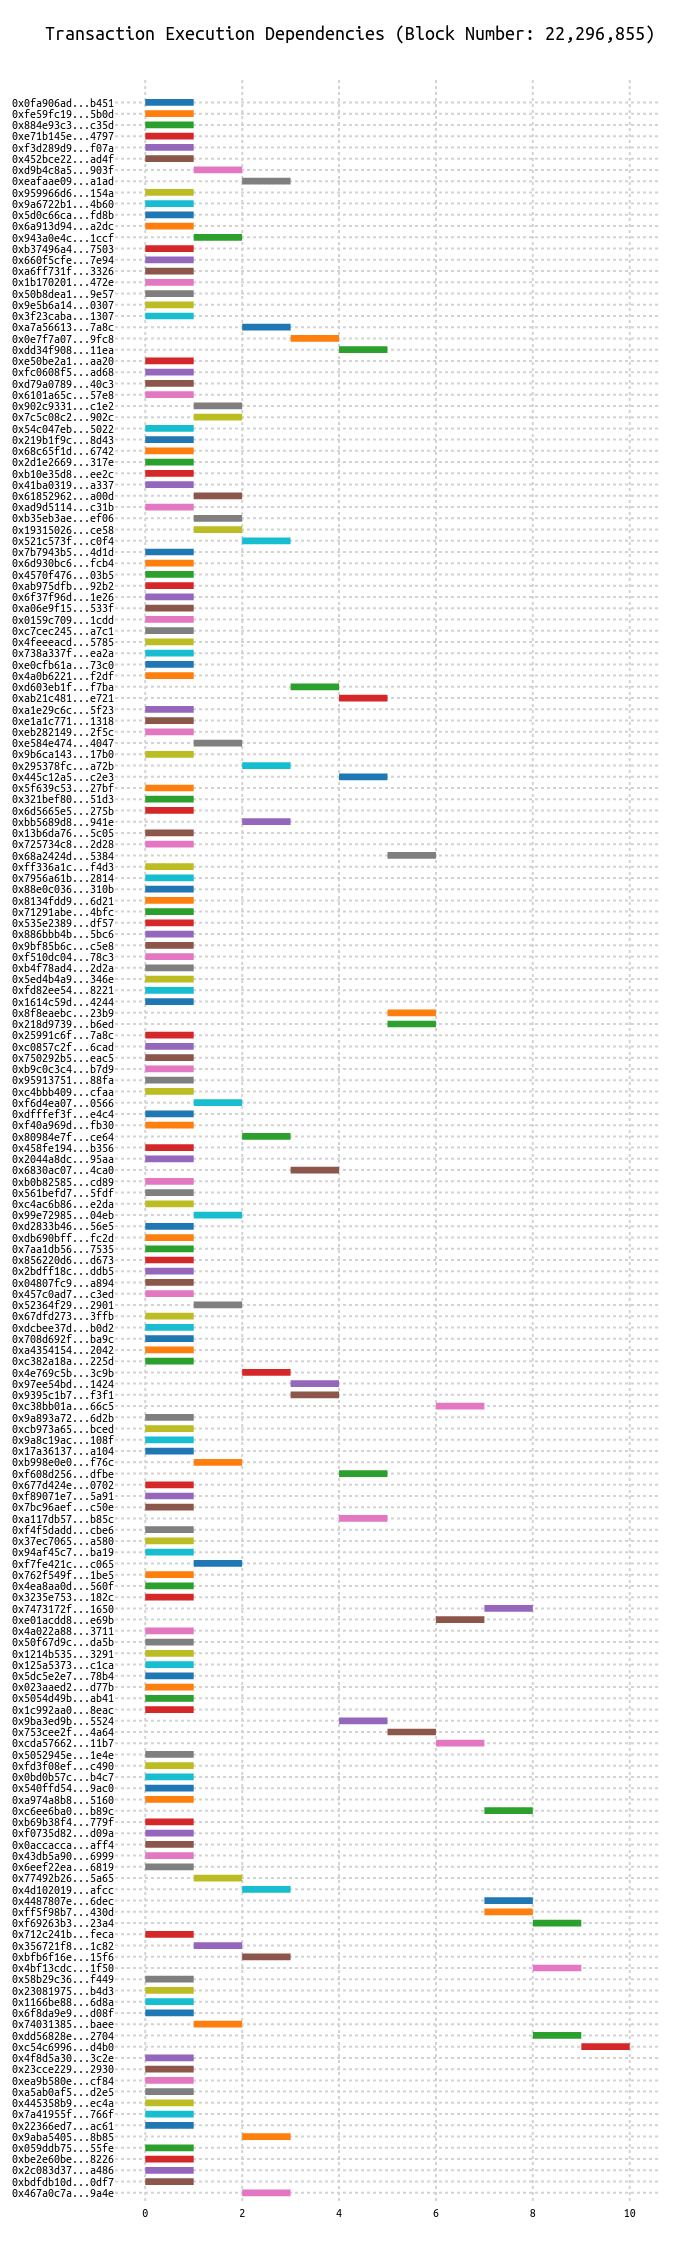 Transaction Execution Dependencies (Block Number: 22,296,855)
0x0fa906ad...b451
0xfe59fc19...5b0d
0x884e93c3...c35d
0xe71b145e...4797
0xf3d289d9...f07a
0x452bce22...ad4f
0xd9b4c8a5...903f
0xeafaae09...a1ad
0x959966d6...154a
0x9a6722b1...4b60
0x5d0c66ca...fd8b
0x6a913d94...a2dc
0x943a0e4c...1ccf
0xb37496a4...7503
0x660f5cfe...7e94
0xa6ff731f...3326
0x1b170201...472e
0x50b8dea1...9e57
0x9e5b6a14...0307
0x3f23caba...1307
0xa7a56613...7a8c
0x0e7f7a07...9fc8
0xdd34f908...11ea
0xe50be2a1...aa20
0xfc0608f5...ad68
0xd79a0789...40c3
0x6101a65c...57e8
0x902c9331...c1e2
0x7c5c08c2...902c
0x54c047eb...5022
0x219b1f9c...8d43
0x68c65f1d...6742
0x2d1e2669...317e
0xb10e35d8...ee2c
0x41ba0319...a337
0x61852962...a00d
0xad9d5114...c31b
0xb35eb3ae...ef06
0x19315026...ce58
0x521c573f...c0f4
0x7b7943b5...4d1d
0x6d930bc6...fcb4
0x4570f476...03b5
0xab975dfb...92b2
0x6f37f96d...1e26
0xa06e9f15...533f
0x0159c709...1cdd
0xc7cec245...a7c1
0x4feeeacd...5785
0x738a337f...ea2a
0xe0cfb61a...73c0
0x4a0b6221...f2df
0xd603eb1f...f7ba
0xab21c481...e721
0xa1e29c6c...5f23
0xe1a1c771...1318
0xeb282149...2f5c
0xe584e474...4047
0x9b6ca143...17b0
0x295378fc...a72b
0x445c12a5...c2e3
0x5f639c53...27bf
0x321bef80...51d3
0x6d5665e5...275b
0xbb5689d8...941e
0x13b6da76...5c05
0x725734c8...2d28
0x68a2424d...5384
0xff336a1c...f4d3
0x7956a61b...2814
0x88e0c036...310b
0x8134fdd9...6d21
0x71291abe...4bfc
0x535e2389...df57
0x886bbb4b...5bc6
0x9bf85b6c...c5e8
0xf510dc04...78c3
0xb4f78ad4...2d2a
0x5ed4b4a9...346e
0xfd82ee54...8221
0x1614c59d...4244
0x8f8eaebc...23b9
0x218d9739...b6ed
0x25991c6f...7a8c
0xc0857c2f...6cad
0x750292b5...eac5
0xb9c0c3c4...b7d9
0x95913751...88fa
0xc4bbb409...cfaa
0xf6d4ea07...0566
0xdfffef3f...e4c4
0xf40a969d...fb30
0x80984e7f...ce64
0x458fe194...b356
0x2044a8dc...95aa
0x6830ac07...4ca0
0xb0b82585...cd89
0x561befd7...5fdf
0xc4ac6b86...e2da
0x99e72985...04eb
0xd2833b46...56e5
0xdb690bff...fc2d
0x7aa1db56...7535
0x856220d6...d673
0x2bdff18c...ddb5
0x04807fc9...a894
0x457c0ad7...c3ed
0x52364f29...2901
0x67dfd273...3ffb
0xdcbee37d...b0d2
0x708d692f...ba9c
0xa4354154...2042
0xc382a18a...225d
0x4e769c5b...3c9b
0x97ee54bd...1424
0x9395c1b7...f3f1
0xc38bb01a...66c5
0x9a893a72...6d2b
0xcb973a65...bced
0x9a8c19ac...108f
0x17a36137...a104
0xb998e0e0...f76c
0xf608d256...dfbe
0x677d424e...0702
0xf89071e7...5a91
0x7bc96aef...c50e
0xa117db57...b85c
0xf4f5dadd...cbe6
0x37ec7065...a580
0x94af45c7...ba19
0xf7fe421c...c065
0x762f549f...1be5
0x4ea8aa0d...560f
0x3235e753...182c
0x7473172f...1650
0xe01acdd8...e69b
0x4a022a88...3711
0x50f67d9c...da5b
0x1214b535...3291
0x125a5373...c1ca
0x5dc5e2e7...78b4
0x023aaed2...d77b
0x5054d49b...ab41
0x1c992aa0...8eac
0x9ba3ed9b...5524
0x753cee2f...4a64
0xcda57662...11b7
0x5052945e...1e4e
0xfd3f08ef...c490
0x0bd0b57c...b4c7
0x540ffd54...9ac0
0xa974a8b8...5160
0xc6ee6ba0...b89c
0xb69b38f4...779f
0xf0735d82...d09a
0x0accacca...aff4
0x43db5a90...6999
0x6eef22ea...6819
0x77492b26...5a65
0x4d102019...afcc
0x4487807e...6dec
0xff5f98b7...430d
0xf69263b3...23a4
0x712c241b...feca
0x356721f8...1c82
0xbfb6f16e...15f6
0x4bf13cdc...1f50
0x58b29c36...f449
0x23081975...b4d3
0x1166be88...6d8a
0x6f8da9e9...d08f
0x74031385...baee
0xdd56828e...2704
0xc54c6996...d4b0
0x4f8d5a30...3c2e
0x23cce229...2930
0xea9b580e...cf84
0xa5ab0af5...d2e5
0x445358b9...ec4a
0x7a41955f...766f
0x22366ed7...ac61
0x9aba5405...8b85
0x059ddb75...55fe
0xbe2e60be...8226
0x2c083d37...a486
0xbdfdb10d...0df7
0x467a0c7a...9a4e
0 2 4 6 8 10